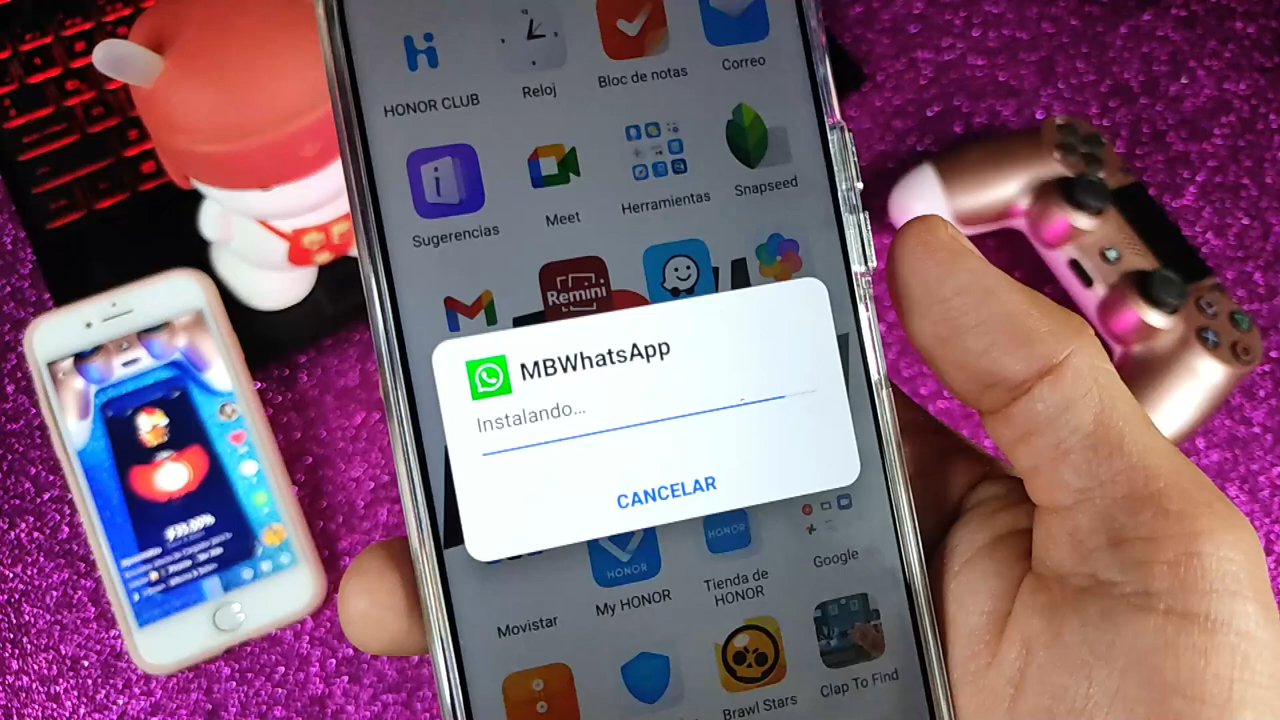 HONOR CLUB
Reloj
Bloc de notas
Correo
Sugerencias
Meet
Herramientas
Snapseed
Remini
MBWhatsApp
Instalando...
CANCELAR
HONOR
HONOR
Google
Movistar
My HONOR
Tienda de
HONOR
Brawl Stars
Clap To Find